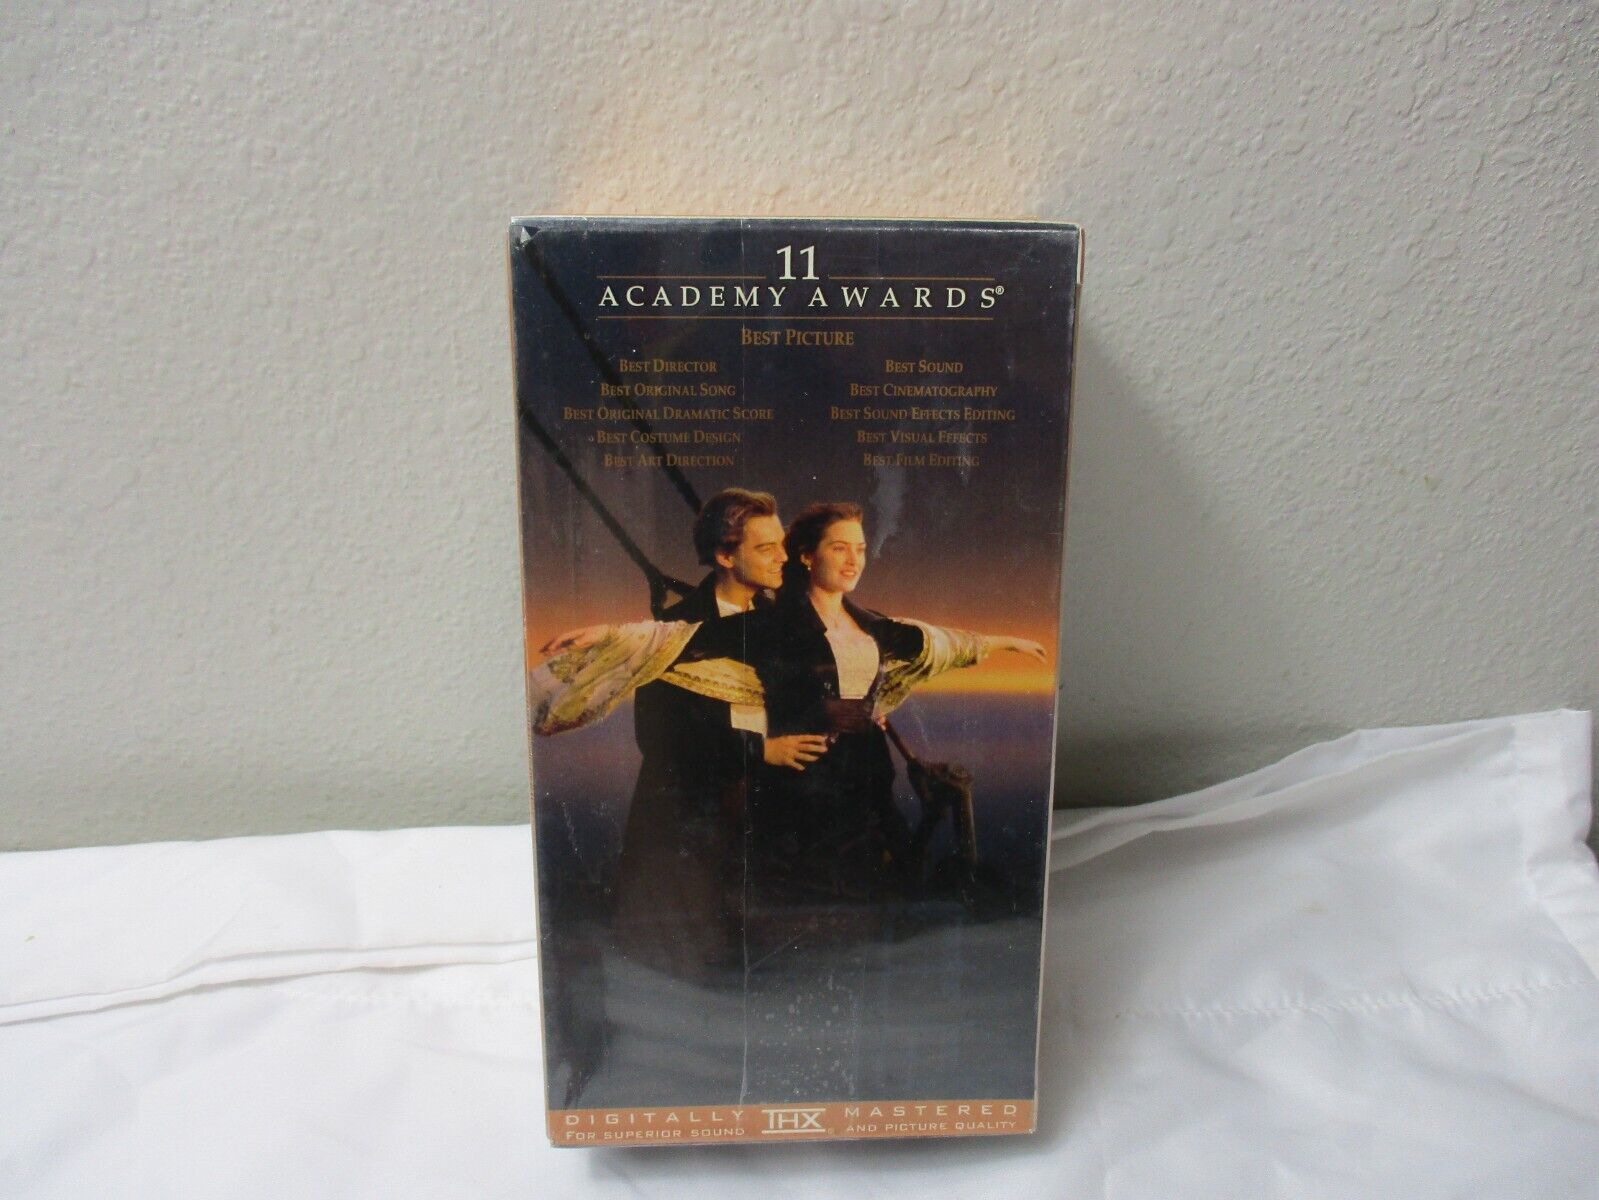 11
ACADEMY AWARDS®
BEST PICTURE
BEST DIRECTOR
BEST ORIGINAL SONG
BEST ORIGINAL DRAMATIC SCORE
BEST COSTUME DESIGN
BEST ART DIRECTION
BEST SOUND
BEST CINEMATOGRAPHY
BEST SOUND EFFECTS EDITING
BEST VISUAL EFFECTS
BEST FILM EDITING
DIGITALLY THX® MASTERED
FOR SUPERIOR SOUND AND PICTURE QUALITY